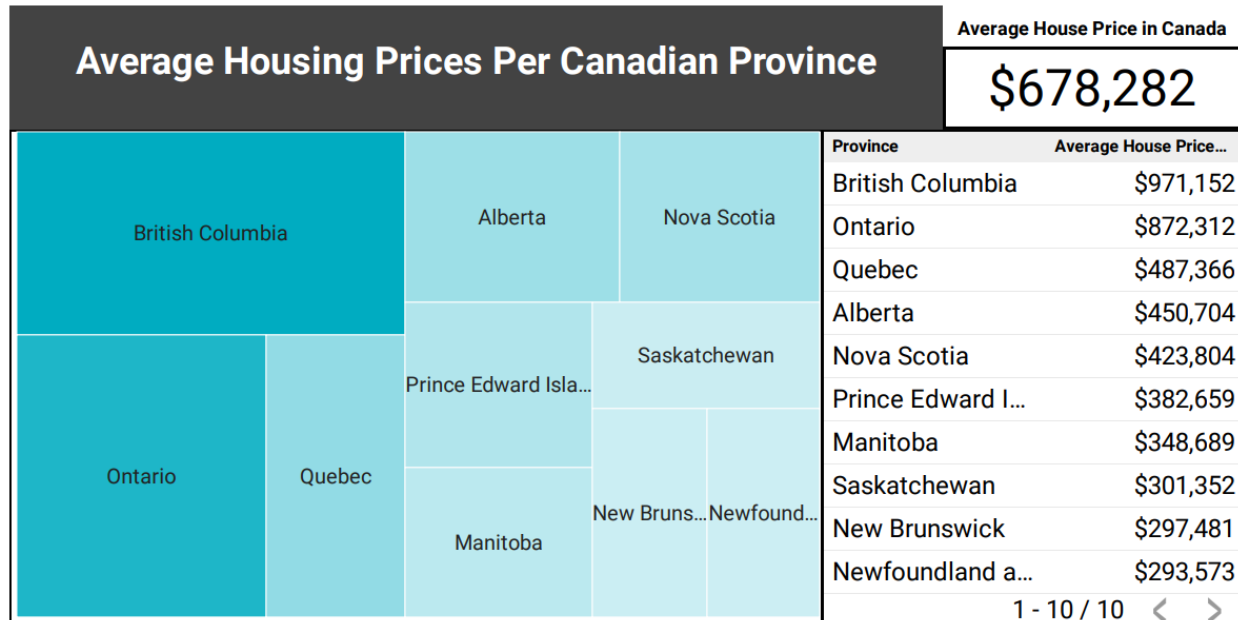 Average Housing Prices Per Canadian Province
Average House Price in Canada
$678,282
British Columbia
Alberta
Nova Scotia
Ontario
Quebec
Prince Edward Isla...
Saskatchewan
Manitoba
New Bruns...
Newfound...
Province Average House Price...
British Columbia $971,152
Ontario $872,312
Quebec $487,366
Alberta $450,704
Nova Scotia $423,804
Prince Edward I... $382,659
Manitoba $348,689
Saskatchewan $301,352
New Brunswick $297,481
Newfoundland a... $293,573
1 - 10 / 10 < >